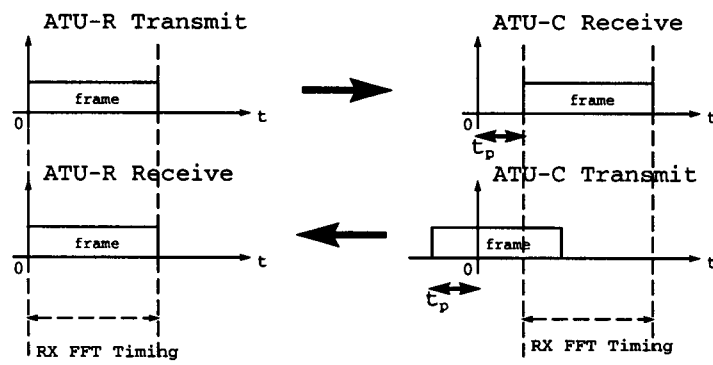 ATU-R Transmit
ATU-C Receive
frame
frame
0
t
0
t
tp
ATU-R Receive
ATU-C Transmit
frame
frame
0
t
0
t
tp
RX FFT Timing
RX FFT Timing